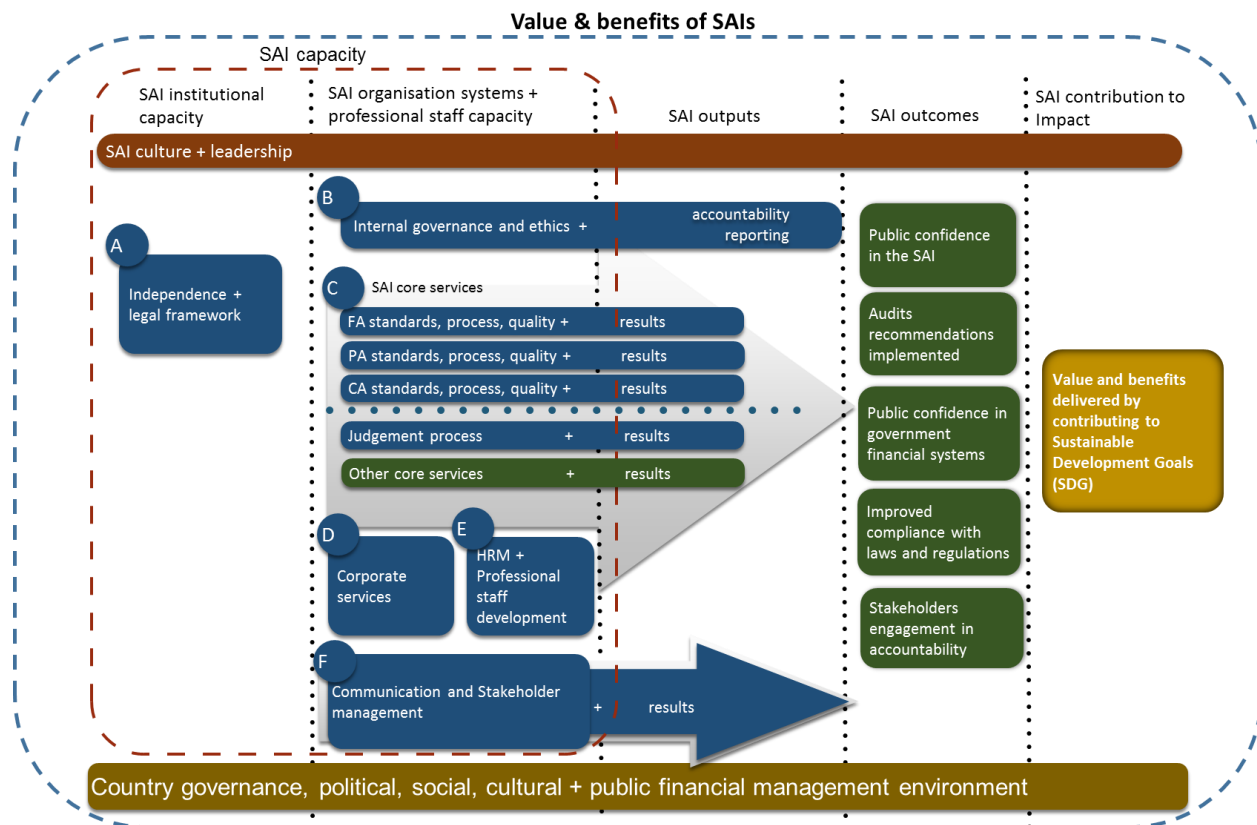 Value & benefits of SAIs
SAI capacity
SAI institutional
capacity
SAI organisation systems +
professional staff capacity
SAI outputs
SAI outcomes
SAI contribution to
Impact
SAI culture + leadership
A
Independence +
legal framework
B
Internal governance and ethics +
accountability
reporting
C
SAI core services
FA standards, process, quality + results
PA standards, process, quality + results
CA standards, process, quality + results
Judgement process + results
Other core services + results
D
Corporate
services
E
HRM +
Professional
staff
development
F
Communication and Stakeholder
management
+ results
Public confidence
in the SAI
Audits
recommendations
implemented
Public confidence in
government
financial systems
Improved
compliance with
laws and regulations
Stakeholders
engagement in
accountability
Value and benefits
delivered by
contributing to
Sustainable
Development Goals
(SDG)
Country governance, political, social, cultural + public financial management environment